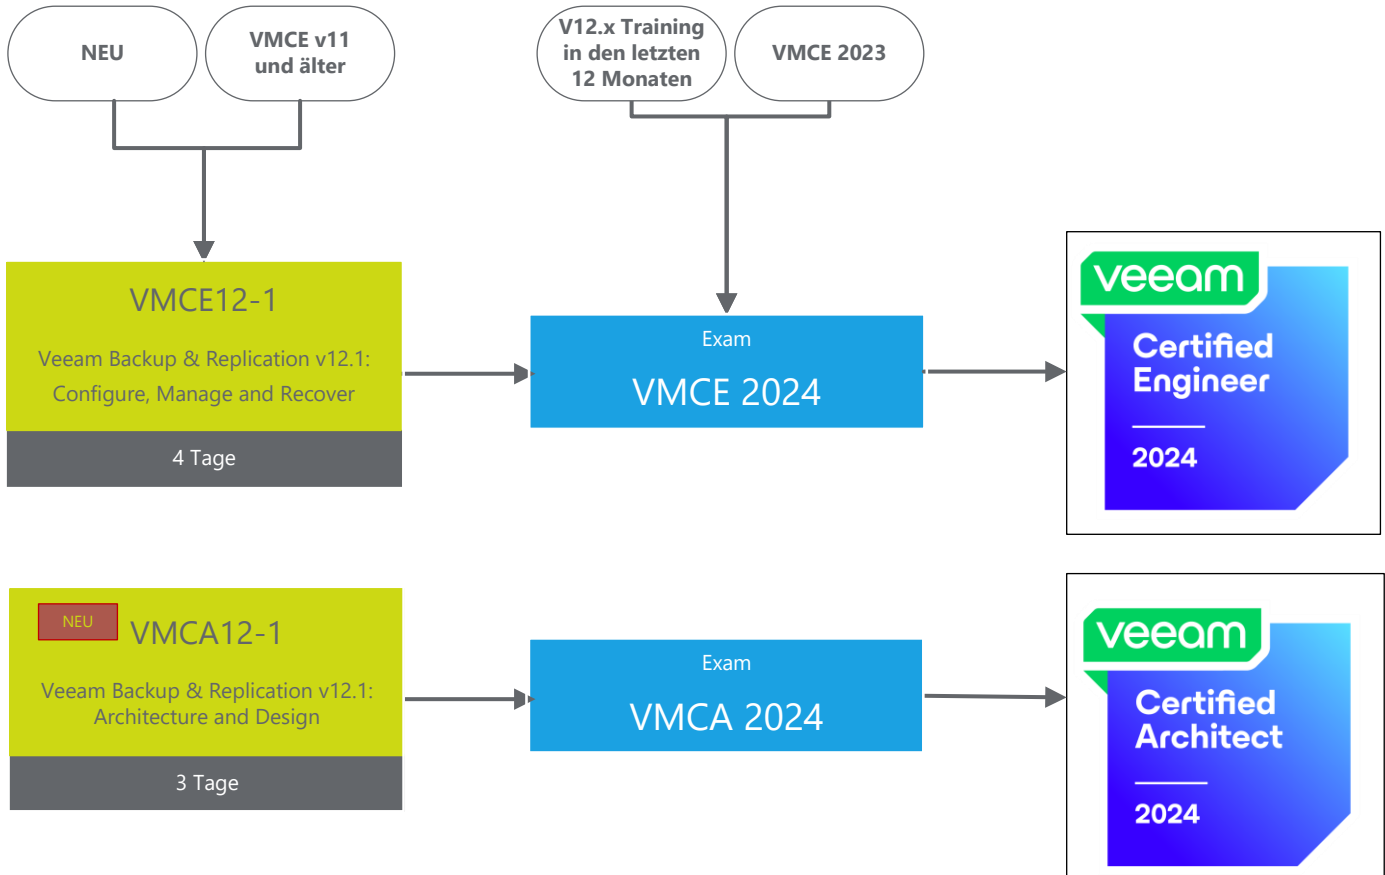 NEU
VMCE v11
und älter
V12.x Training
in den letzten
12 Monaten
VMCE 2023
VMCE12-1
Veeam Backup & Replication v12.1:
Configure, Manage and Recover
4 Tage
Exam
VMCE 2024
veeam
Certified
Engineer
2024
NEU
VMCA12-1
Veeam Backup & Replication v12.1:
Architecture and Design
3 Tage
Exam
VMCA 2024
veeam
Certified
Architect
2024